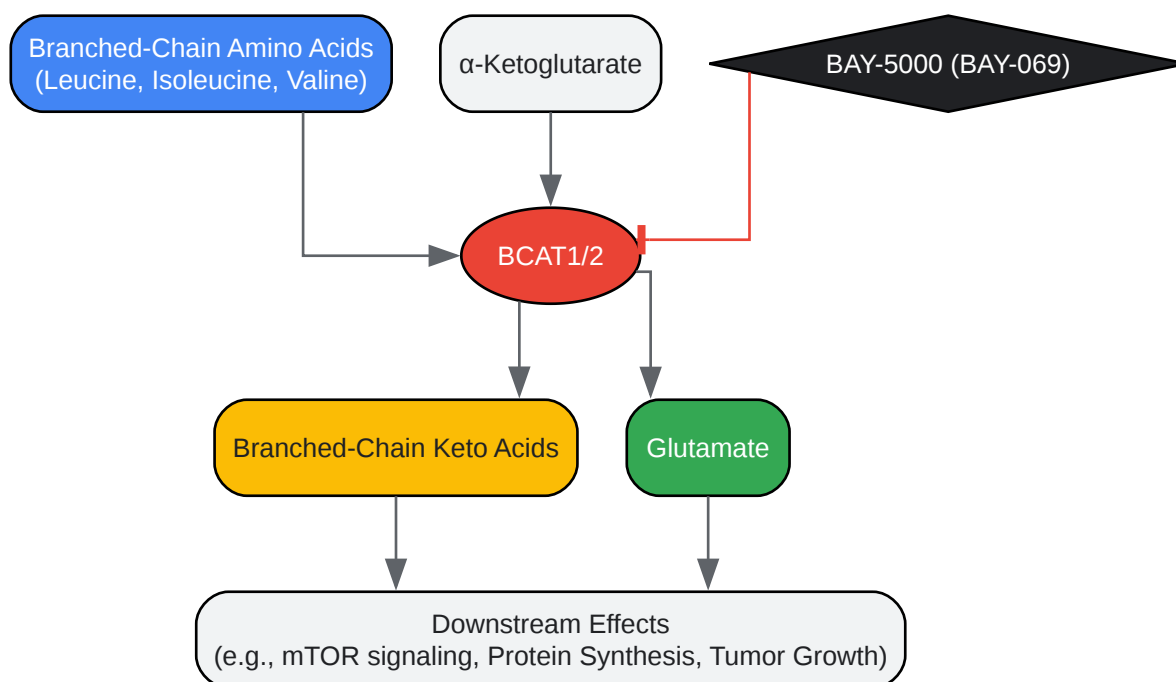 Branched-Chain Amino Acids
(Leucine, Isoleucine, Valine)
α-Ketoglutarate
BAY-5000 (BAY-069)
BCAT1/2
Branched-Chain Keto Acids
Glutamate
Downstream Effects
(e.g., mTOR signaling, Protein Synthesis, Tumor Growth)